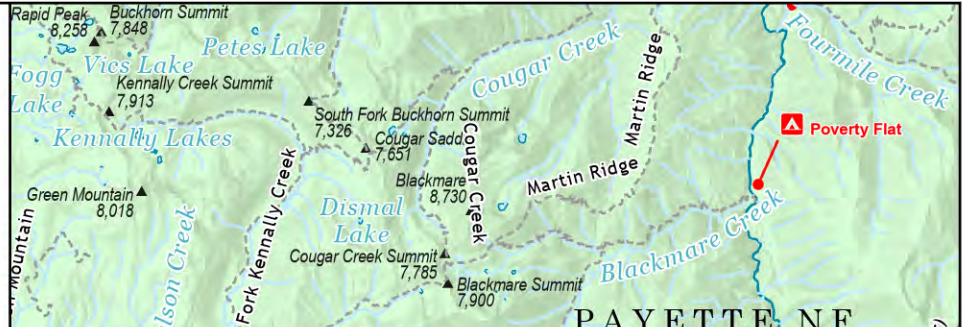 Rapid Peak
8,258
Buckhorn Summit
7,848
Petes Lake
Vics Lake
Fogg
Lake
Kennally Creek Summit
7,913
Kennally Lakes
South Fork Buckhorn Summit
7,326
Cougar Sadd
7,651
Cougar Creek
Martin Ridge
Fourmile Creek
Poverty Flat
Green Mountain
8,018
Blackmare
8,730
Cougar Creek
Martin Ridge
Dismal
Lake
Fork Kennally Creek
Mountain
lson Creek
Cougar Creek Summit
7,785
Blackmare Summit
7,900
Blackmare Creek
PAYETTE NF